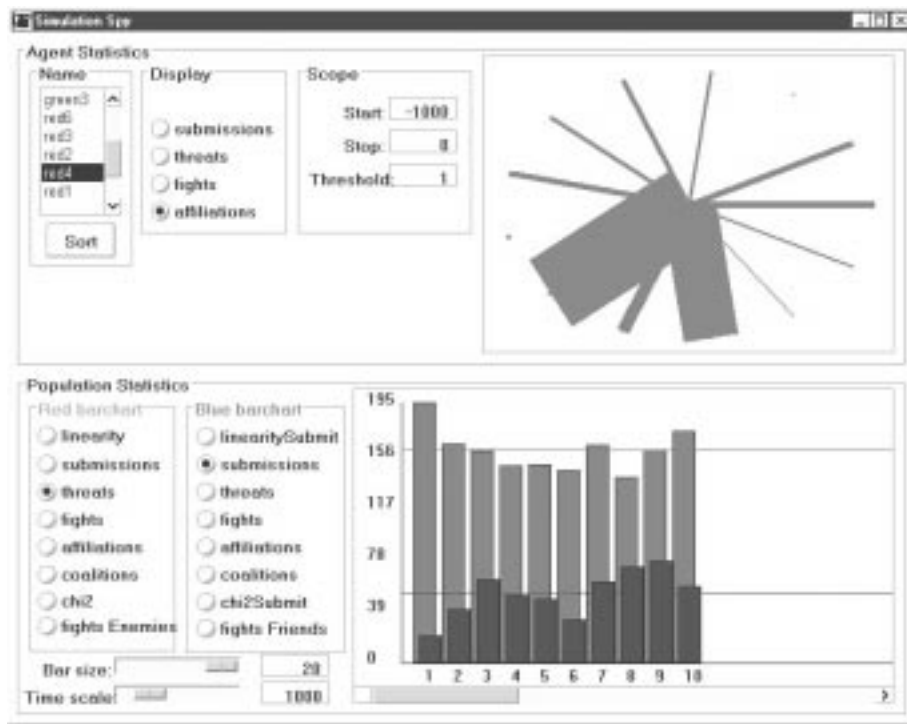 Simulation Spy
Agent Statistics
Name
green3
red6
red3
red2
red4
red1
Sort
Display
submissions
threats
fights
affiliations
Scope
Start: -1000
Stop: 0
Threshold: 1
Population Statistics
Red barchart
linearity
submissions
threats
fights
affiliations
coalitions
chi2
fights Enemies
Blue barchart
linearitySubmit
submissions
threats
fights
affiliations
coalitions
chi2Submit
fights Friends
Bar size: 20
Time scale: 1000
195
156
117
78
39
0
1 2 3 4 5 6 7 8 9 10